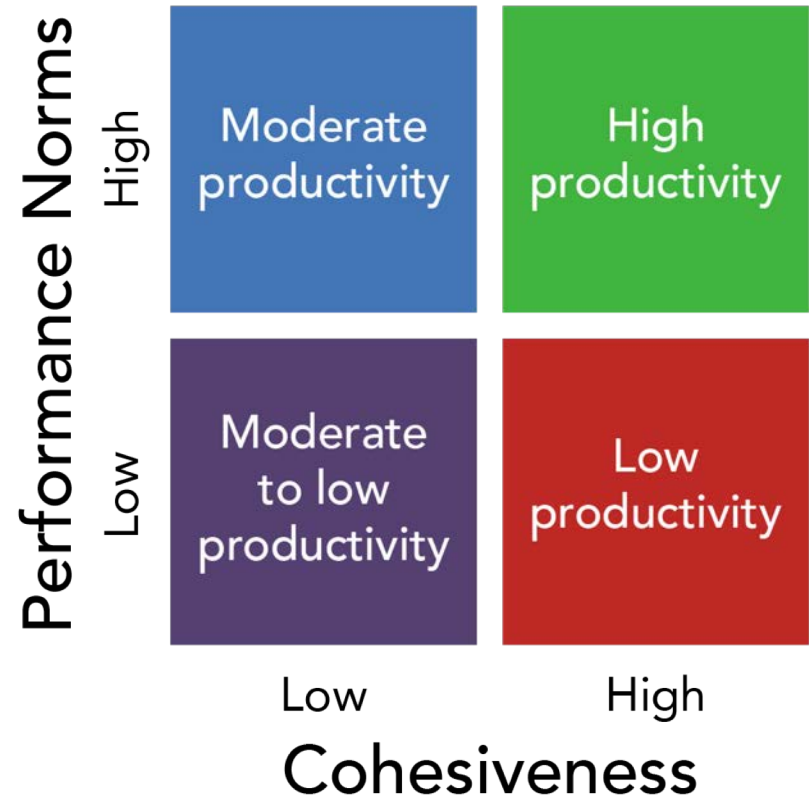 Performance Norms
High
Moderate
productivity
High
productivity
Low
Moderate
to low
productivity
Low
productivity
Low
High
Cohesiveness